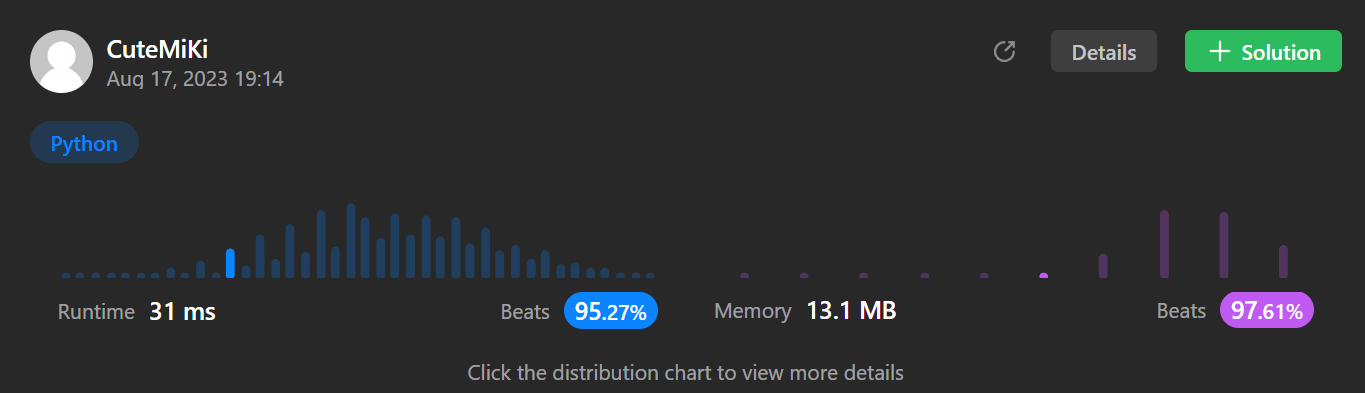 CuteMiKi
Aug 17, 2023 19:14
Details
Solution
Python
Runtime 31 ms
Beats 95.27%
Memory 13.1 MB
Beats 97.61%
Click the distribution chart to view more details